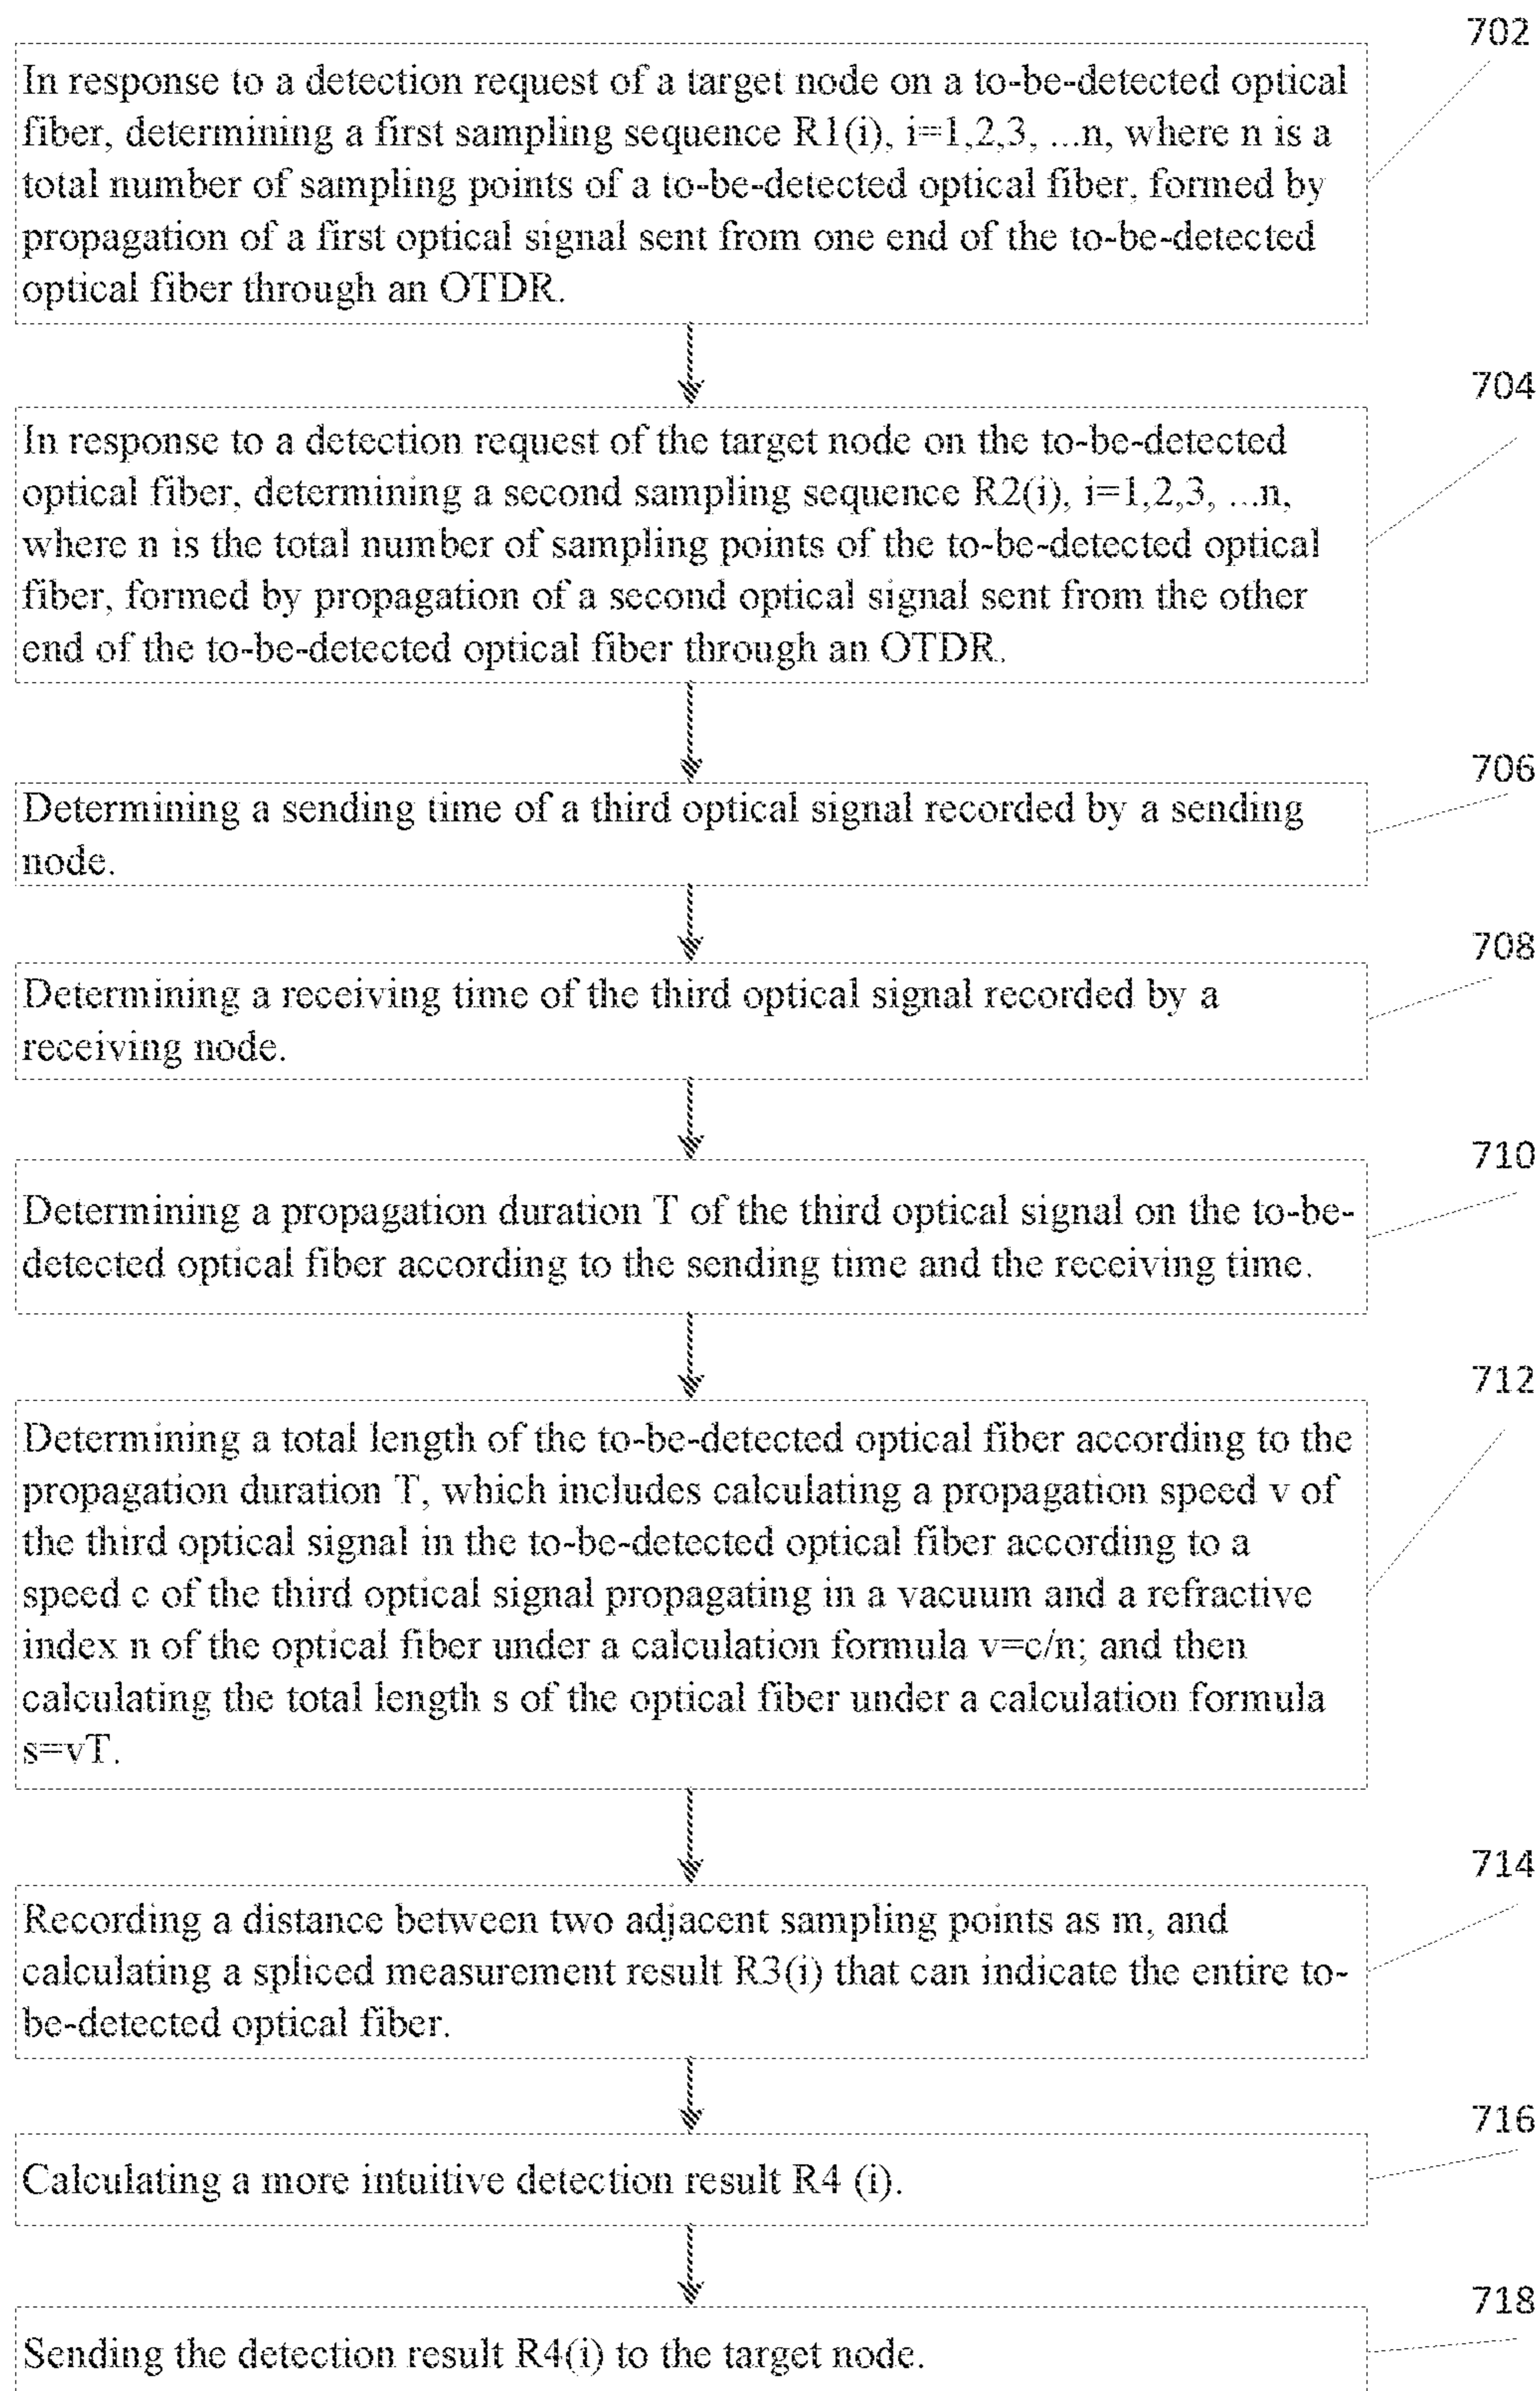 702
In response to a detection request of a target node on a to-be-detected optical
fiber, determining a first sampling sequence R1(i), i=1,2,3, ...n, where n is a
total number of sampling points of a to-be-detected optical fiber, formed by
propagation of a first optical signal sent from one end of the to-be-detected
optical fiber through an OTDR.
704
In response to a detection request of the target node on the to-be-detected
optical fiber, determining a second sampling sequence R2(i), i=1,2,3, ...n,
where n is the total number of sampling points of the to-be-detected optical
fiber, formed by propagation of a second optical signal sent from the other
end of the to-be-detected optical fiber through an OTDR.
706
Determining a sending time of a third optical signal recorded by a sending
node.
708
Determining a receiving time of the third optical signal recorded by a
receiving node.
710
Determining a propagation duration T of the third optical signal on the to-be-
detected optical fiber according to the sending time and the receiving time.
712
Determining a total length of the to-be-detected optical fiber according to the
propagation duration T, which includes calculating a propagation speed v of
the third optical signal in the to-be-detected optical fiber according to a
speed c of the third optical signal propagating in a vacuum and a refractive
index n of the optical fiber under a calculation formula v=c/n; and then
calculating the total length s of the optical fiber under a calculation formula
s=vT.
714
Recording a distance between two adjacent sampling points as m, and
calculating a spliced measurement result R3(i) that can indicate the entire to-
be-detected optical fiber.
716
Calculating a more intuitive detection result R4 (i).
718
Sending the detection result R4(i) to the target node.